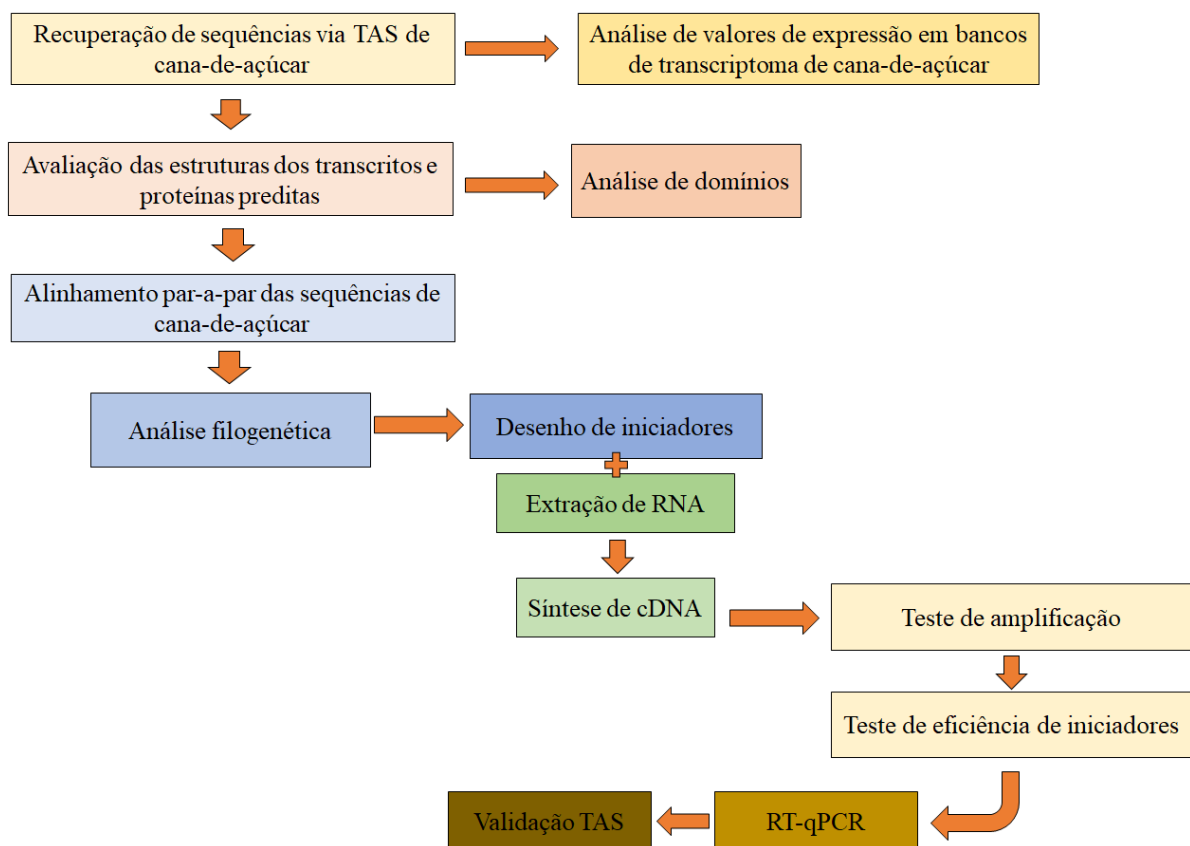 Recuperação de sequências via TAS de
cana-de-açúcar
Análise de valores de expressão em bancos
de transcriptoma de cana-de-açúcar
Avaliação das estruturas dos transcritos e
proteínas preditas
Análise de domínios
Alinhamento par-a-par das sequências de
cana-de-açúcar
Análise filogenética
Desenho de iniciadores
Extração de RNA
Síntese de cDNA
Teste de amplificação
Teste de eficiência de iniciadores
Validação TAS
RT-qPCR